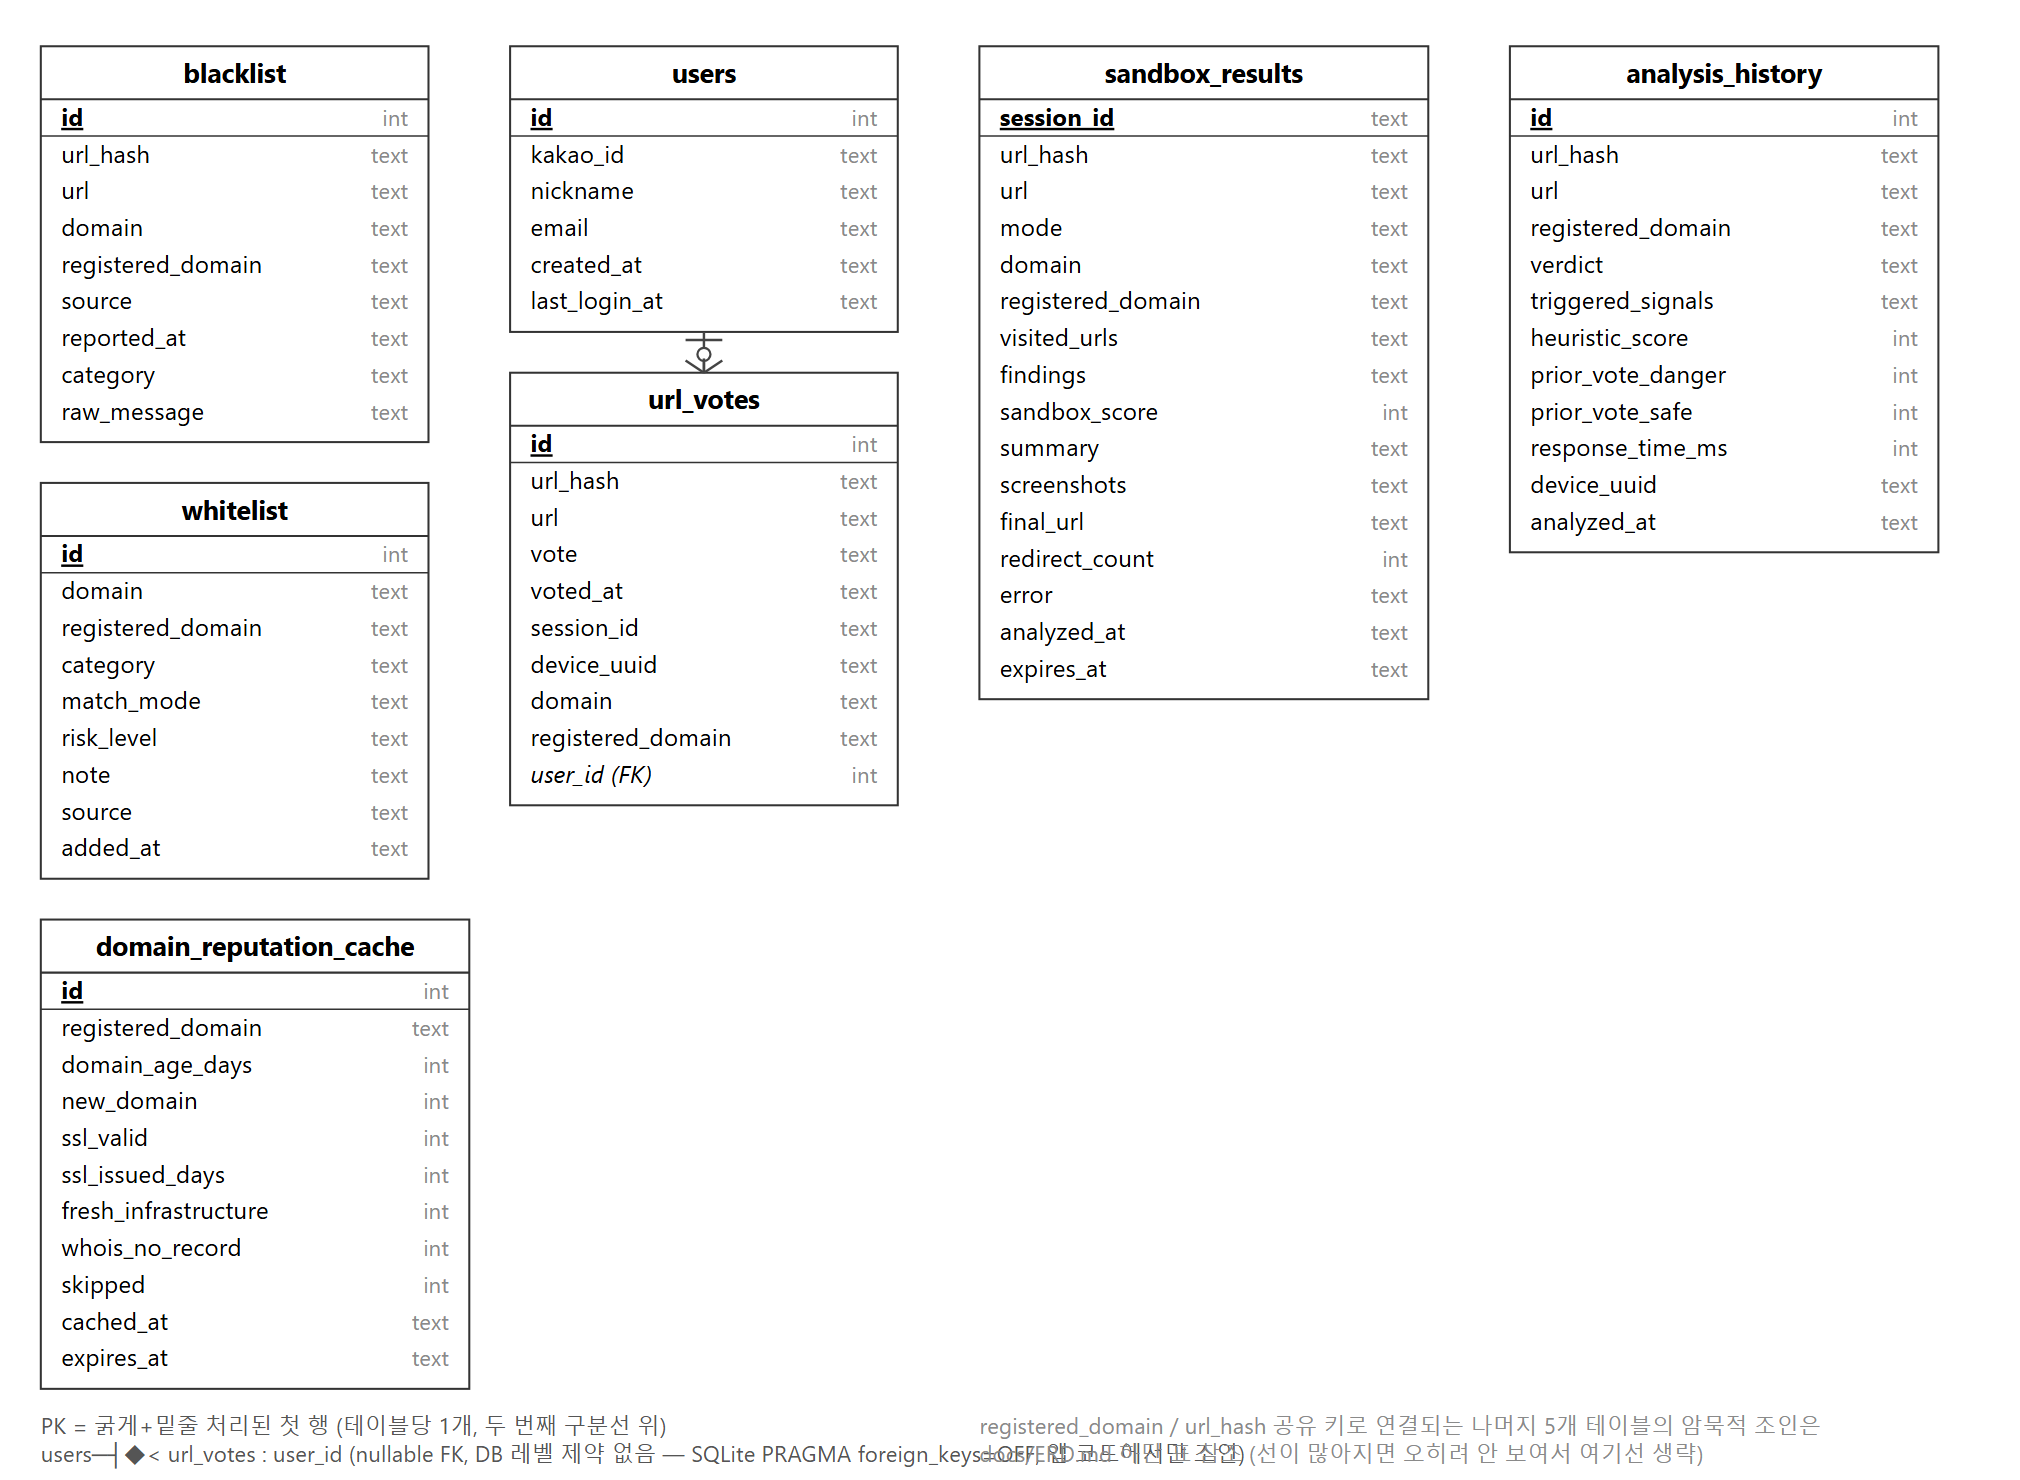 blacklist
id int
url_hash text
url text
domain text
registered_domain text
source text
reported_at text
category text
raw_message text
whitelist
id int
domain text
registered_domain text
category text
match_mode text
risk_level text
note text
source text
added_at text
domain_reputation_cache
id int
registered_domain text
domain_age_days int
new_domain int
ssl_valid int
ssl_issued_days int
fresh_infrastructure int
whois_no_record int
skipped int
cached_at text
expires_at text
users
id int
kakao_id text
nickname text
email text
created_at text
last_login_at text
url_votes
id int
url_hash text
url text
vote text
voted_at text
session_id text
device_uuid text
domain text
registered_domain text
user_id (FK) int
sandbox_results
session_id text
url_hash text
url text
mode text
domain text
registered_domain text
visited_urls text
findings text
sandbox_score int
summary text
screenshots text
final_url text
redirect_count int
error text
analyzed_at text
expires_at text
analysis_history
id int
url_hash text
url text
registered_domain text
verdict text
triggered_signals text
heuristic_score int
prior_vote_danger int
prior_vote_safe int
response_time_ms int
device_uuid text
analyzed_at text
PK = 굵게+밑줄 처리된 첫 행 (테이블당 1개, 두 번째 구분선 위)
users─┤◆< url_votes : user_id (nullable FK, DB 레벨 제약 없음 — SQLite PRAGMA foreign_keys=OFF, 앱 코드에서만 조인)
registered_domain / url_hash 공유 키로 연결되는 나머지 5개 테이블의 암묵적 조인은
docs/ERD.md (선이 많아지면 오히려 안 보여서 여기선 생략)